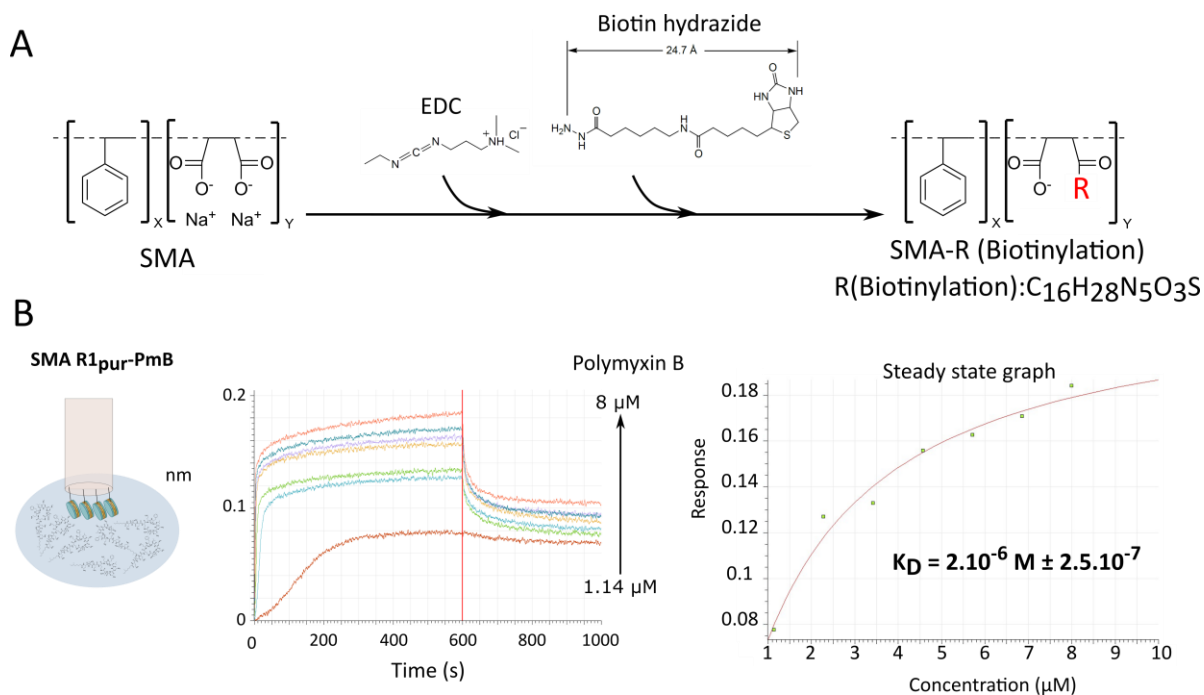 A
Biotin hydrazide
24.7 Å
EDC
N
C
N
NH
+
Cl⁻
H₂N
N
H
O
H
N
O
O
HN
NH
S
O
O
O⁻
O⁻
X
Na⁺ Na⁺
Y
SMA
O
O
O⁻
R
X
Y
SMA-R (Biotinylation)
R(Biotinylation):C₁₆H₂₈N₅O₃S
B
SMA R1pur-PmB
nm
0.2
0.1
0
0 200 400 600 800 1000
Time (s)
Polymyxin B
8 µM
1.14 µM
Steady state graph
Response
0.18
0.16
0.14
0.12
0.1
0.08
K_D = 2.10⁻⁶ M ± 2.5.10⁻⁷
1 2 3 4 5 6 7 8 9 10
Concentration (µM)